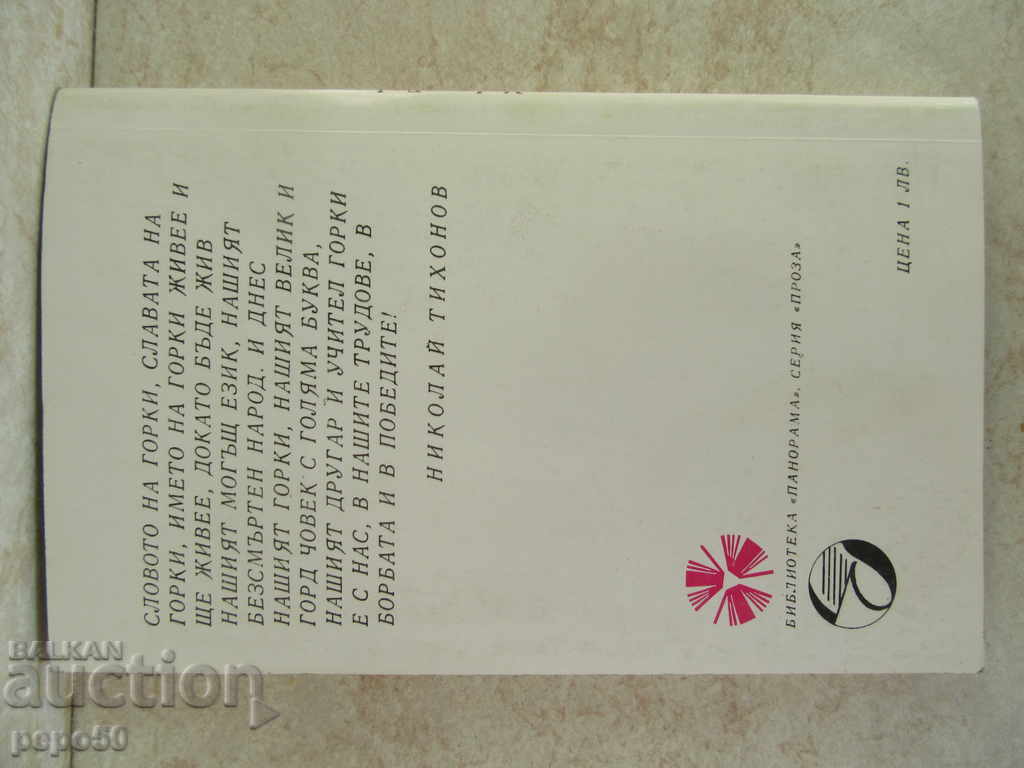 СЛОВОТО НА ГОРКИ, СЛАВАТА НА
ГОРКИ, ИМЕТО НА ГОРКИ ЖИВЕЕ И
ЩЕ ЖИВЕЕ, ДОКАТО БЪДЕ ЖИВ
НАШИЯТ МОГЪЩ ЕЗИК, НАШИЯТ
БЕЗСМЪРТЕН НАРОД. И ДНЕС
НАШИЯТ ГОРКИ, НАШИЯТ ВЕЛИК И
ГОРД ЧОВЕК С ГОЛЯМА БУКВА,
НАШИЯТ ДРУГАР И УЧИТЕЛ ГОРКИ
Е С НАС, В НАШИТЕ ТРУДОВЕ, В
БОРБАТА И В ПОБЕДИТЕ!
НИКОЛАЙ ТИХОНОВ
БИБЛИОТЕКА «ПАНОРАМА», СЕРИЯ «ПРОЗА»
ЦЕНА 1 ЛВ.
BALKAN
auction
pepo50